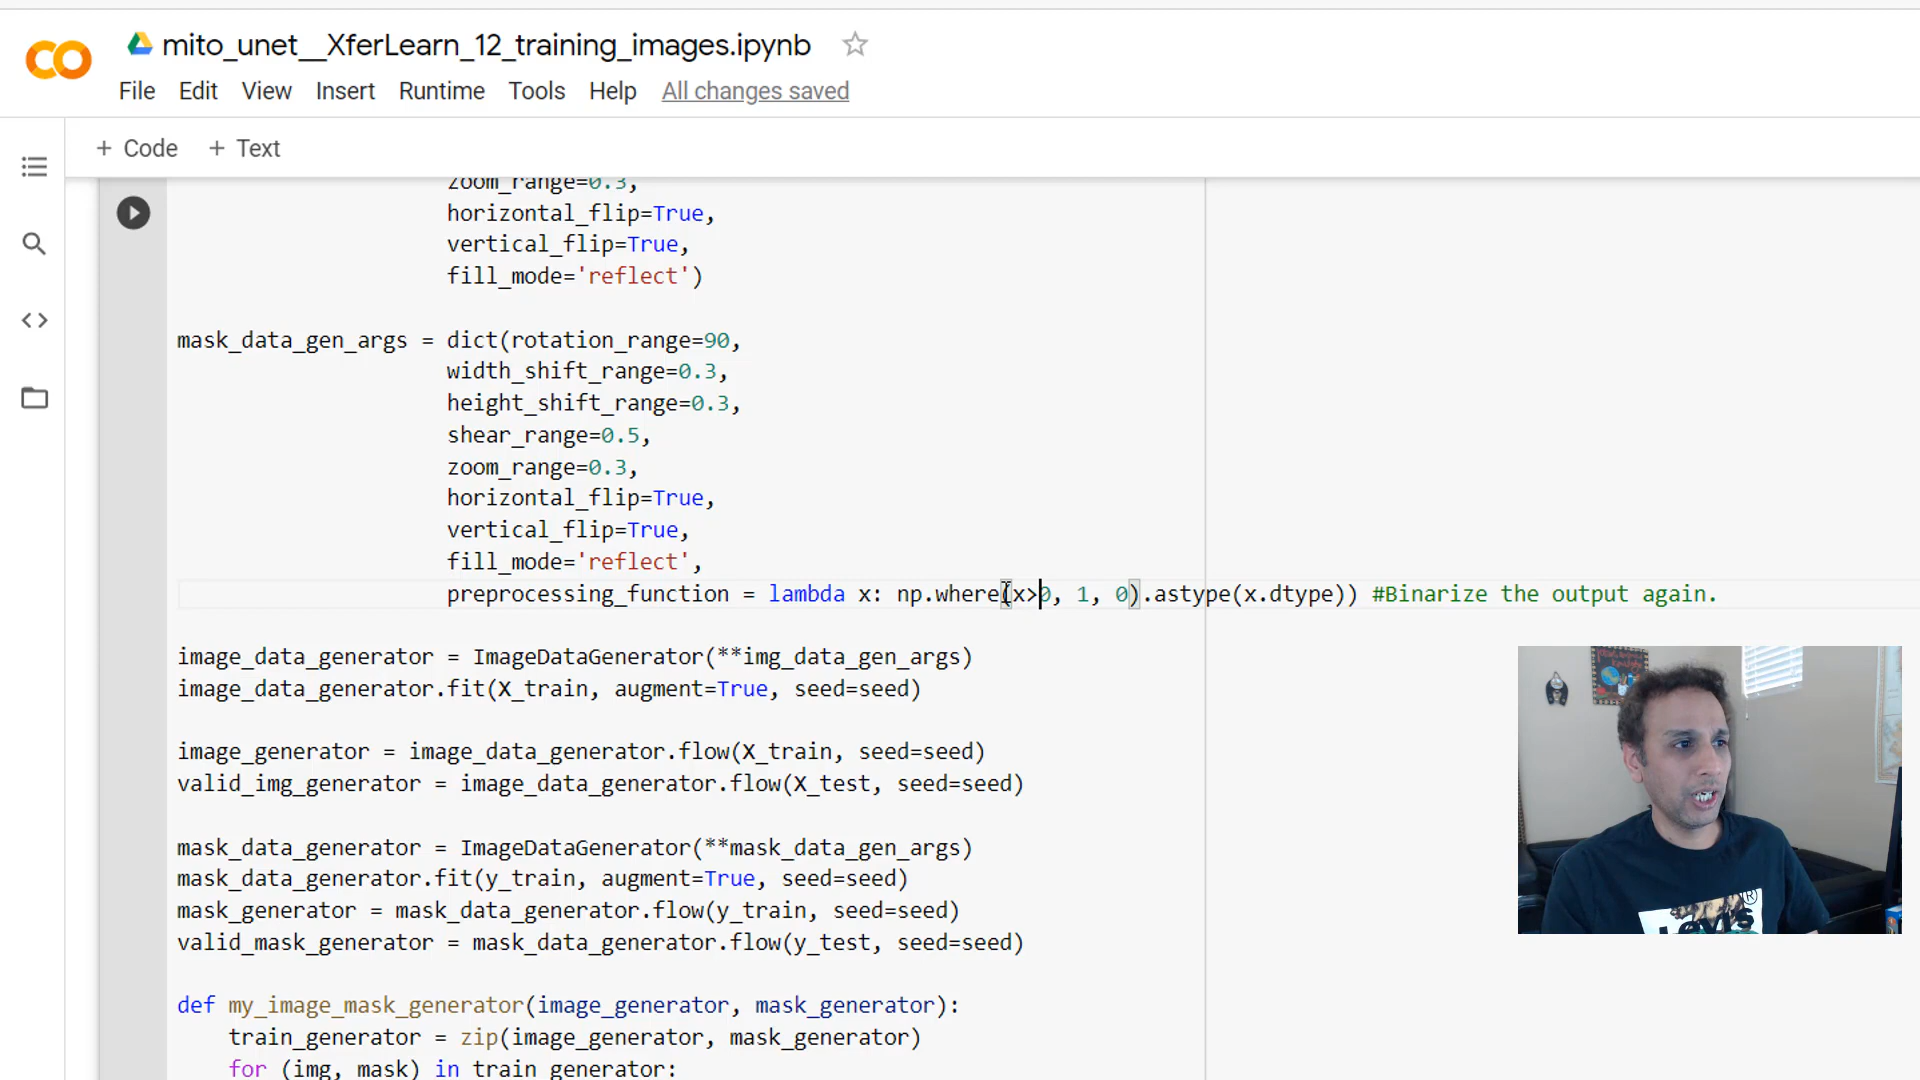 mito_unet__XferLearn_12_training_images.ipynb
File Edit View Insert Runtime Tools Help All changes saved
+ Code + Text
zoom_range=0.3,
horizontal_flip=True,
vertical_flip=True,
fill_mode='reflect')
mask_data_gen_args = dict(rotation_range=90,
width_shift_range=0.3,
height_shift_range=0.3,
shear_range=0.5,
zoom_range=0.3,
horizontal_flip=True,
vertical_flip=True,
fill_mode='reflect',
preprocessing_function = lambda x: np.where(x>0, 1, 0).astype(x.dtype)) #Binarize the output again.
image_data_generator = ImageDataGenerator(**img_data_gen_args)
image_data_generator.fit(X_train, augment=True, seed=seed)
image_generator = image_data_generator.flow(X_train, seed=seed)
valid_img_generator = image_data_generator.flow(X_test, seed=seed)
mask_data_generator = ImageDataGenerator(**mask_data_gen_args)
mask_data_generator.fit(y_train, augment=True, seed=seed)
mask_generator = mask_data_generator.flow(y_train, seed=seed)
valid_mask_generator = mask_data_generator.flow(y_test, seed=seed)
def my_image_mask_generator(image_generator, mask_generator):
train_generator = zip(image_generator, mask_generator)
for (img, mask) in train_generator:
Levi's